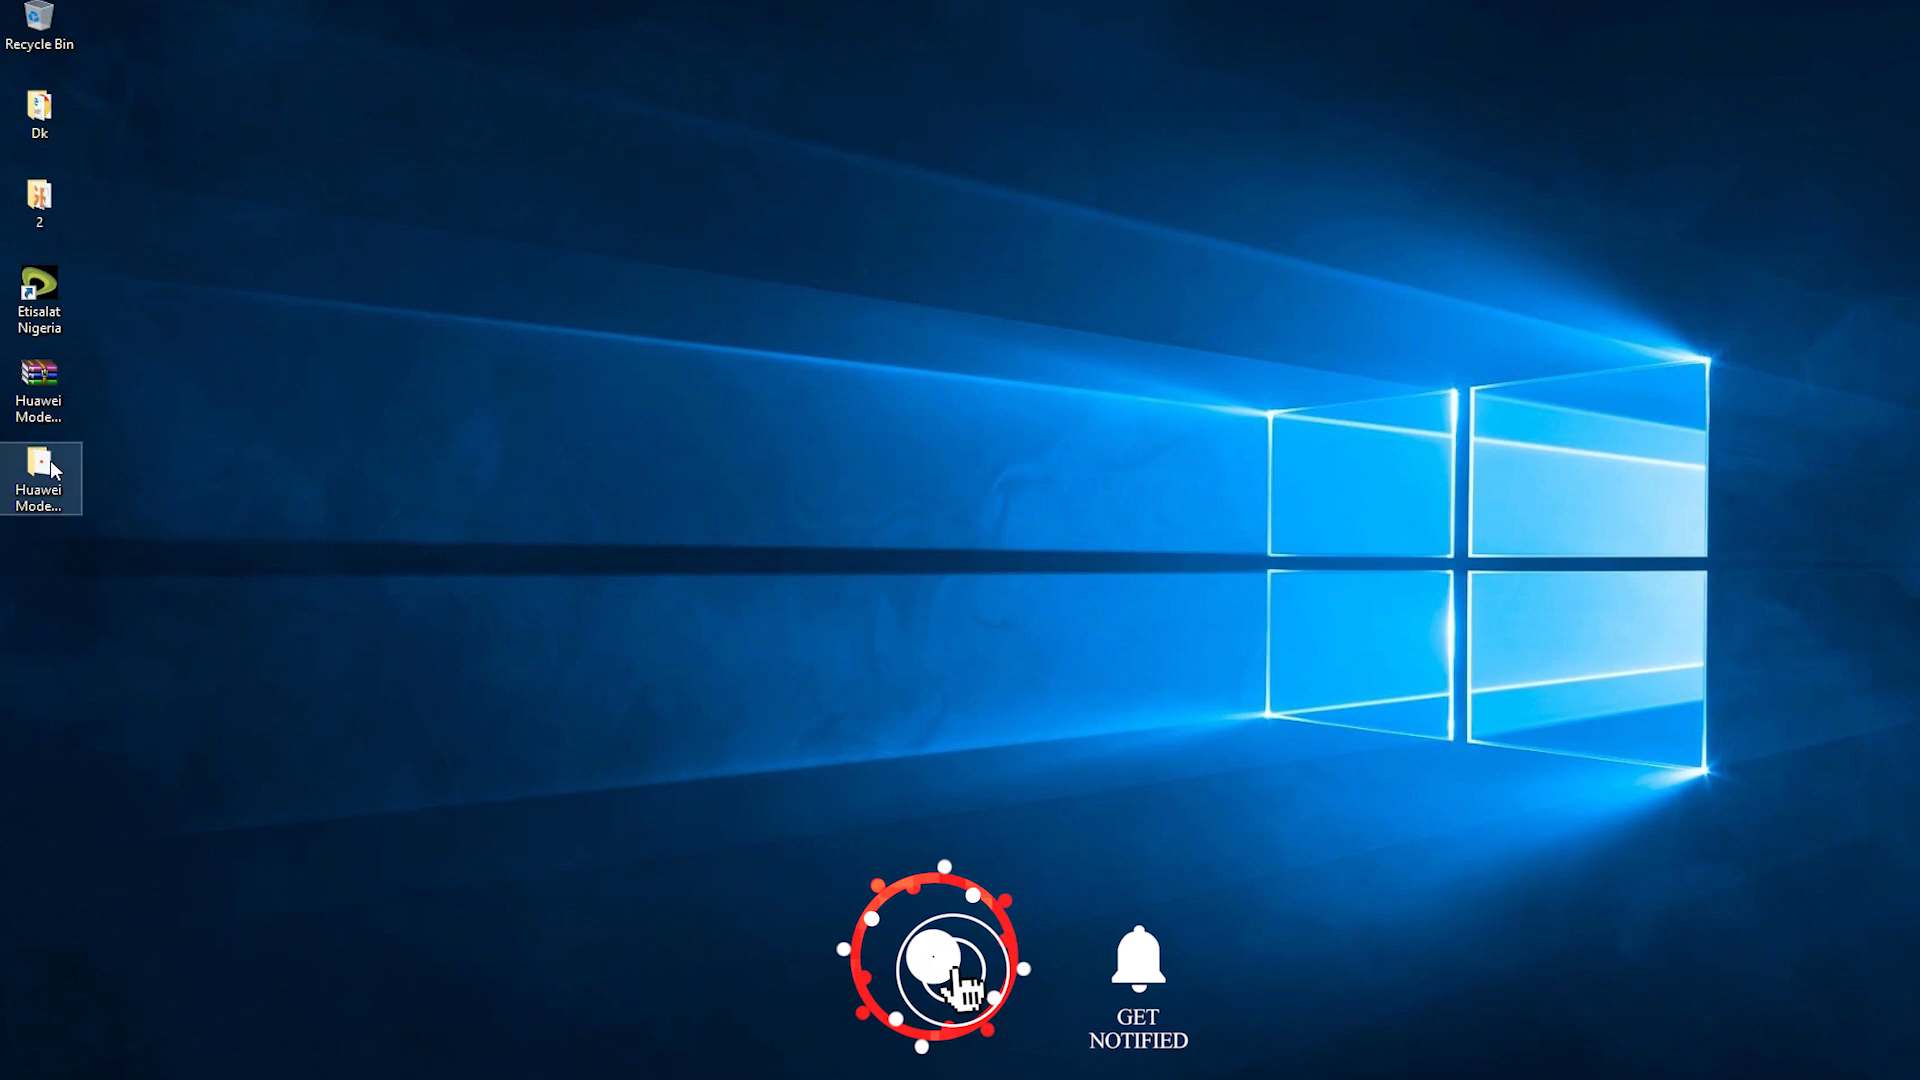 Recycle Bin
Dk
2
Etisalat
Nigeria
Huawei
Mode...
Huawei
Mode...
GET
NOTIFIED